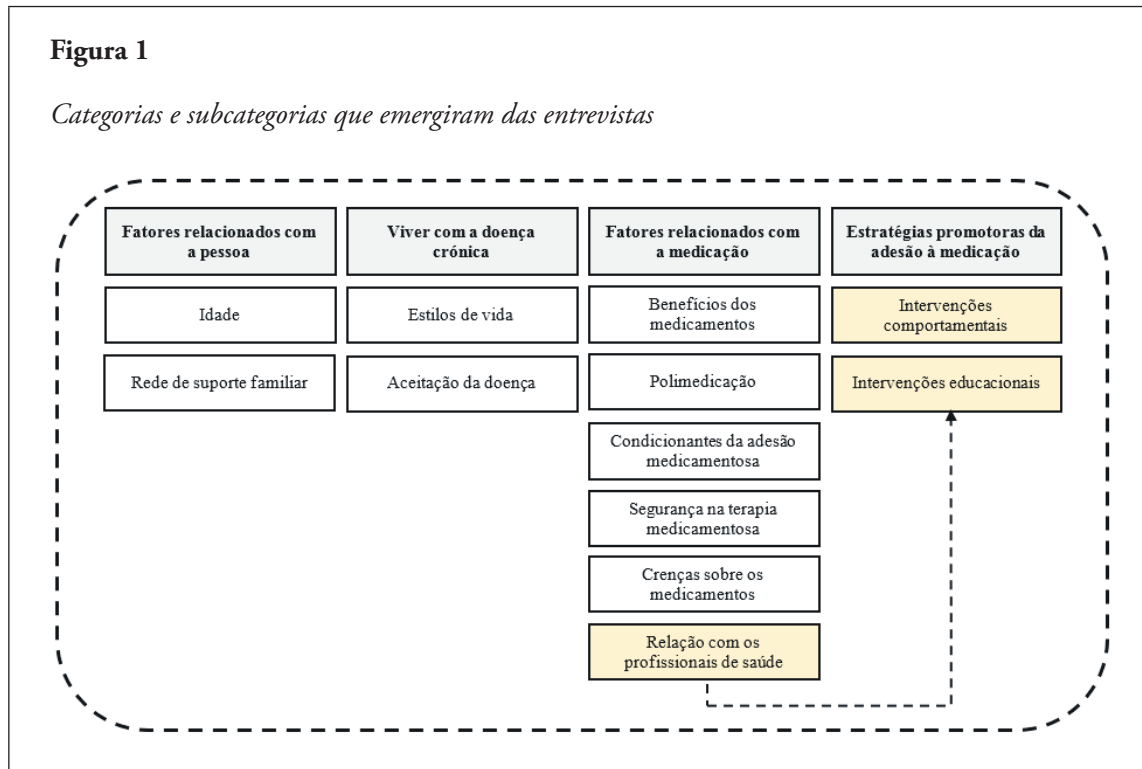 Figura 1
Categorias e subcategorias que emergiram das entrevistas
Fatores relacionados com
a pessoa
Idade
Rede de suporte familiar
Viver com a doença
crónica
Estilos de vida
Aceitação da doença
Fatores relacionados com
a medicação
Benefícios dos
medicamentos
Polimedicação
Condicionantes da adesão
medicamentosa
Segurança na terapia
medicamentosa
Crenças sobre os
medicamentos
Relação com os
profissionais de saúde
Estratégias promotoras da
adesão à medicação
Intervenções
comportamentais
Intervenções educacionais